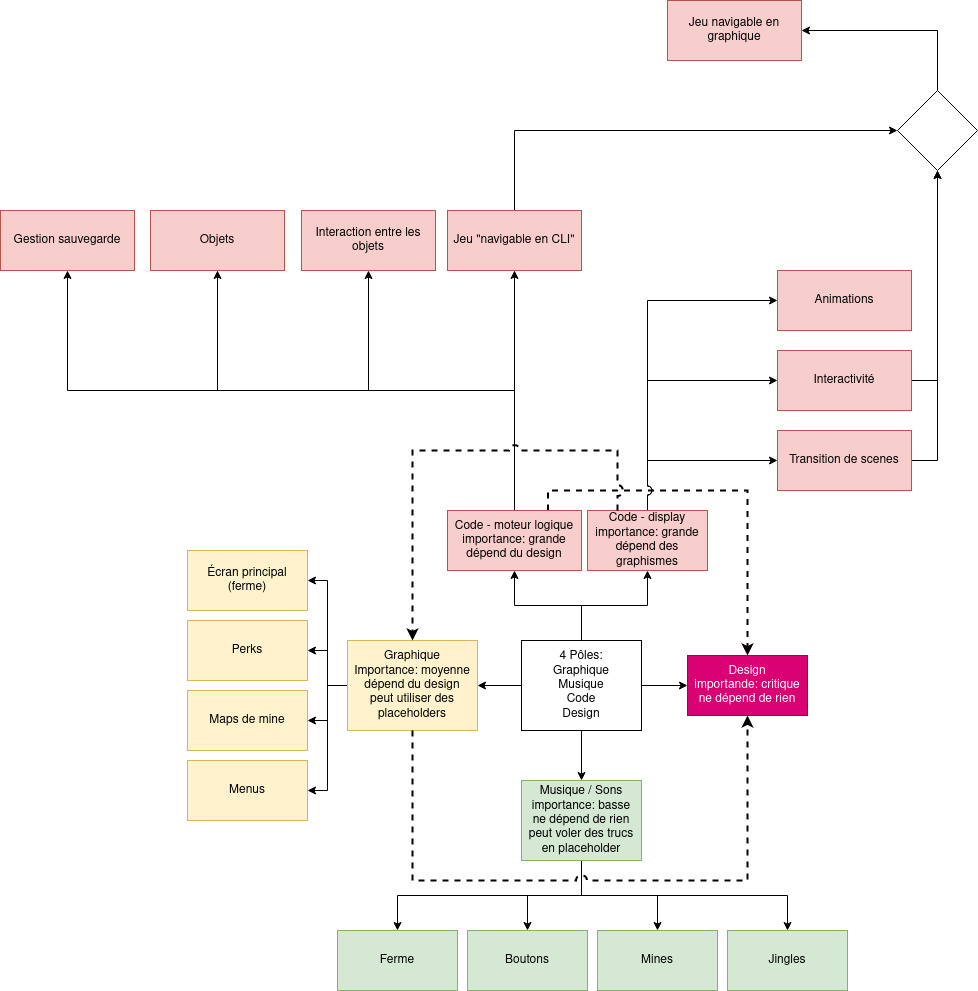 Jeu navigable en
graphique
Gestion sauvegarde
Objets
Interaction entre les
objets
Jeu "navigable en CLI"
Animations
Interactivité
Transition de scenes
Code - moteur logique
importance: grande
dépend du design
Code - display
importance: grande
dépend des
graphismes
Écran principal
(ferme)
Perks
Maps de mine
Menus
Graphique
Importance: moyenne
dépend du design
peut utiliser des
placeholders
4 Pôles:
Graphique
Musique
Code
Design
Design
importande: critique
ne dépend de rien
Musique / Sons
importance: basse
ne dépend de rien
peut voler des trucs
en placeholder
Ferme
Boutons
Mines
Jingles